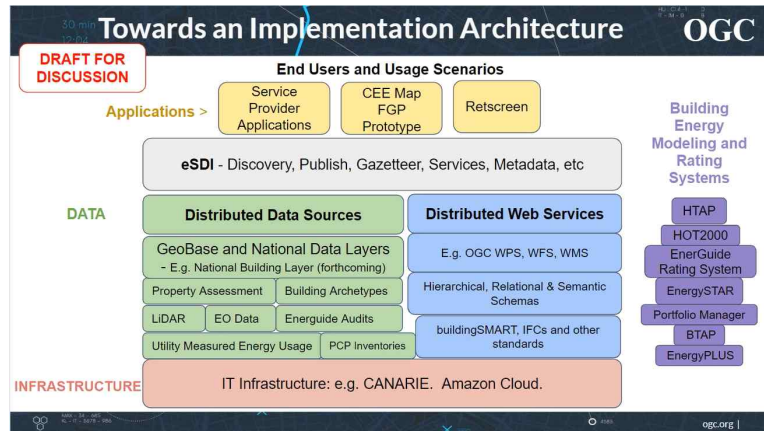 30 min
12:04
Towards an Implementation Architecture
OGC
DRAFT FOR
DISCUSSION
End Users and Usage Scenarios
Applications >
Service
Provider
Applications
CEE Map
FGP
Prototype
Retscreen
eSDI - Discovery, Publish, Gazetteer, Services, Metadata, etc
DATA
Distributed Data Sources
GeoBase and National Data Layers
- E.g. National Building Layer (forthcoming)
Property Assessment
Building Archetypes
LiDAR
EO Data
Energuide Audits
Utility Measured Energy Usage
PCP Inventories
Distributed Web Services
E.g. OGC WPS, WFS, WMS
Hierarchical, Relational & Semantic
Schemas
buildingSMART, IFCs and other
standards
INFRASTRUCTURE
IT Infrastructure: e.g. CANARIE. Amazon Cloud.
Building
Energy
Modeling and
Rating
Systems
HTAP
HOT2000
EnerGuide
Rating System
EnergySTAR
Portfolio Manager
BTAP
EnergyPLUS
ogc.org |